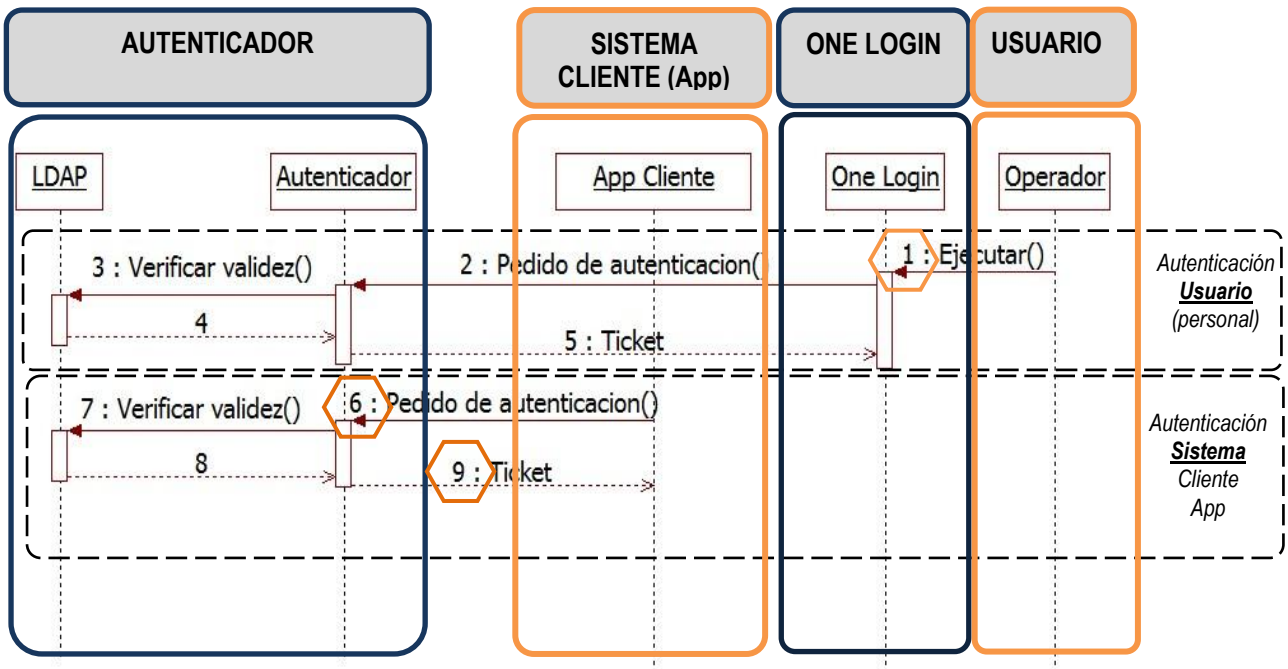 AUTENTICADOR
SISTEMA
CLIENTE (App)
ONE LOGIN
USUARIO
LDAP
Autenticador
App Cliente
One Login
Operador
1 : Ejecutar()
2 : Pedido de autenticacion()
3 : Verificar validez()
4
5 : Ticket
Autenticación
Usuario
(personal)
6 : Pedido de autenticacion()
7 : Verificar validez()
8
9 : Ticket
Autenticación
Sistema
Cliente
App